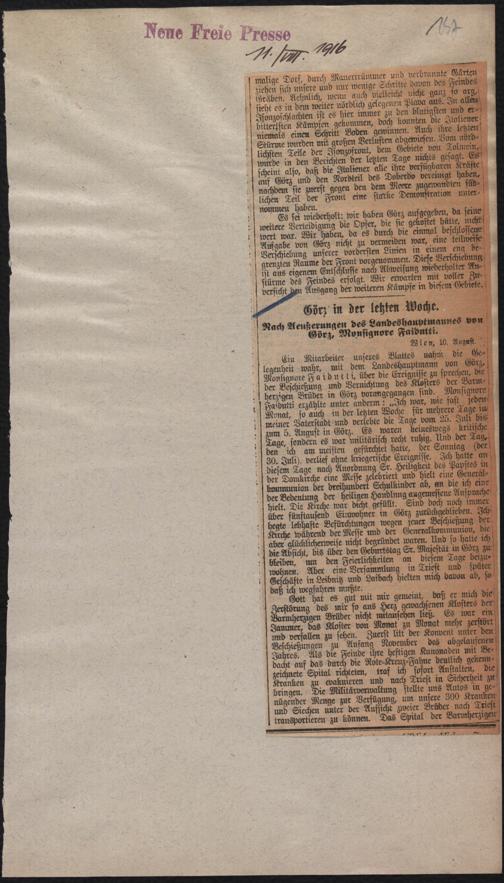 Neue Freie Presse
11./VIII. 1916
malige Dorf, durch Mauertrümmer und verbrannte Gärten
ziehen sich unsere und nur wenige Schritte davon des Feindes
Gräben. Aehnlich, wenn auch vielleicht nicht ganz so arg,
sieht es in dem weiter nördlich gelegenen Plava aus. In allen
Isonzoschlachten ist es hier immer zu den blutigsten und er-
bittertsten Kämpfen gekommen, doch konnten die Italiener
niemals einen Schritt Boden gewinnen. Auch ihre letzten
Stürme wurden mit großen Verlusten abgewiesen. Vom nörd-
lichsten Teile der Isonzofront, dem Gebiete von Tolmein,
wurde in den Berichten der letzten Tage nichts gesagt. Es
scheint also, daß die Italiener alle ihre verfügbaren Kräfte
auf Görz und den Nordteil des Doberdo vereinigt haben,
nachdem sie zuerst gegen den dem Meere zugewandten süd-
lichen Teil der Front eine starke Demonstration unter-
nommen haben.
Es sei wiederholt: wir haben Görz aufgegeben, da seine
weitere Verteidigung die Opfer, die sie gekostet hätte, nicht
wert war. Wir haben, da es durch die einmal beschlossene
Aufgabe von Görz nicht zu vermeiden war, eine teilweise
Verschiebung unserer vordersten Linien in einem eng be-
grenzten Raume der Front vorgenommen. Diese Verschiebung
ist aus eigenem Entschlusse nach Abweisung wiederholter An-
stürme des Feindes erfolgt. Wir erwarten mit voller Zu-
versicht den Ausgang der weiteren Kämpfe in diesem Gebiete.
Görz in der letzten Woche.
Nach Aeußerungen des Landeshauptmannes von
Görz, Monsignore Faidutti.
Wien, 10. August.
Ein Mitarbeiter unseres Blattes nahm die Ge-
legenheit wahr, mit dem Landeshauptmann von Görz,
Monsignore Faidutti, über die Ereignisse zu sprechen, die
der Beschießung und Vernichtung des Klosters der Barm-
herzigen Brüder in Görz vorangegangen sind. Monsignore
Faidutti erzählte unter anderm: „Ich war, wie fast jeden
Monat, so auch in der letzten Woche für mehrere Tage in
meiner Vaterstadt und verlebte die Tage vom 25. Juli bis
zum 5. August in Görz. Es waren keineswegs kritische
Tage, sondern es war militärisch recht ruhig. Und der Tag,
den ich am meisten gefürchtet hatte, der Sonntag (der
30. Juli), verlief ohne kriegerische Ereignisse. Ich hatte an
diesem Tage nach Anordnung Sr. Heiligkeit des Papstes in
der Domkirche eine Messe zelebriert und hielt eine General-
kommunion der dreihundert Schulkinder ab, an die ich eine
der Bedeutung der heiligen Handlung angemessene Ansprache
hielt. Die Kirche war dicht gefüllt. Sind doch noch immer
über fünftausend Einwohner in Görz zurückgeblieben. Ich
hegte lebhafte Befürchtungen wegen jener Beschießung der
Kirche während der Messe und der Generalkommunion, die
aber glücklicherweise nicht begründet waren. Und so hatte ich
die Absicht, bis über den Geburtstag Sr. Majestät in Görz zu
bleiben, um den Feierlichkeiten an diesem Tage beizu-
wohnen. Aber eine Versammlung in Triest und später
Geschäfte in Leibnitz und Laibach hielten mich davon ab, so
daß ich wegfahren mußte.
Gott hat es gut mit mir gemeint, daß er mich die
Zerstörung des mir so ans Herz gewachsenen Klosters der
Barmherzigen Brüder nicht mitansehen ließ. Es war ein
Jammer, das Kloster von Monat zu Monat mehr zerstört
und verfallen zu sehen. Zuerst litt der Konvent unter den
Beschießungen zu Anfang November des abgelaufenen
Jahres. Als die Feinde ihre heftigen Kanonaden mit Be-
dacht auf das durch die Rote-Kreuz-Fahne deutlich gekenn-
zeichnete Spital richteten, traf ich sofort Anstalten, die
Kranken zu evakuieren und nach Triest in Sicherheit zu
bringen. Die Militärverwaltung stellte uns Autos in ge-
nügender Menge zur Verfügung, um unsere 300 Kranken
und Siechen unter der Aufsicht zweier Brüder nach Triest
transportieren zu können. Das Spital der Barmherzigen